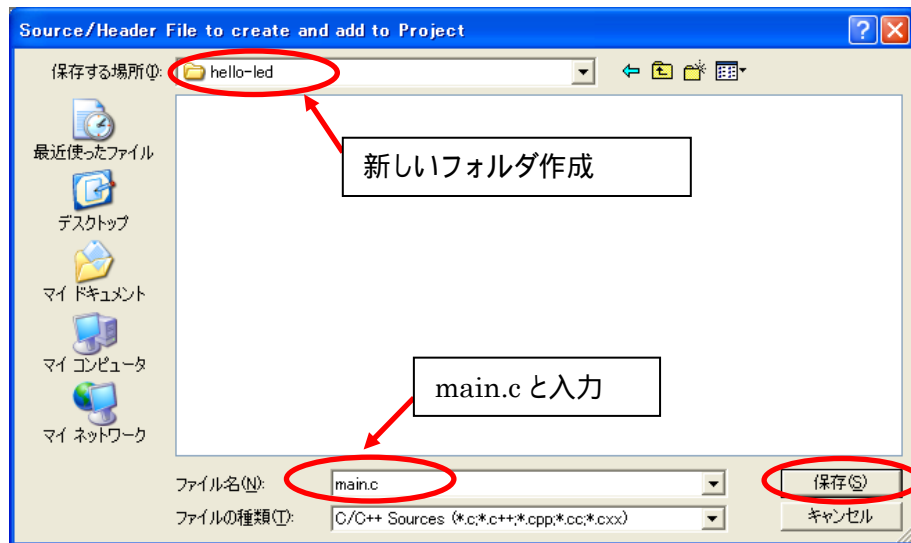 Source/Header File to create and add to Project
保存する場所(I):
hello-led
最近使ったファイル
新しいフォルダ作成
デスクトップ
マイ ドキュメント
マイ コンピュータ
main.c と入力
マイ ネットワーク
ファイル名(N):
main.c
保存(S)
ファイルの種類(T):
C/C++ Sources (*.c;*.c++;*.cpp;*.cc;*.cxx)
キャンセル